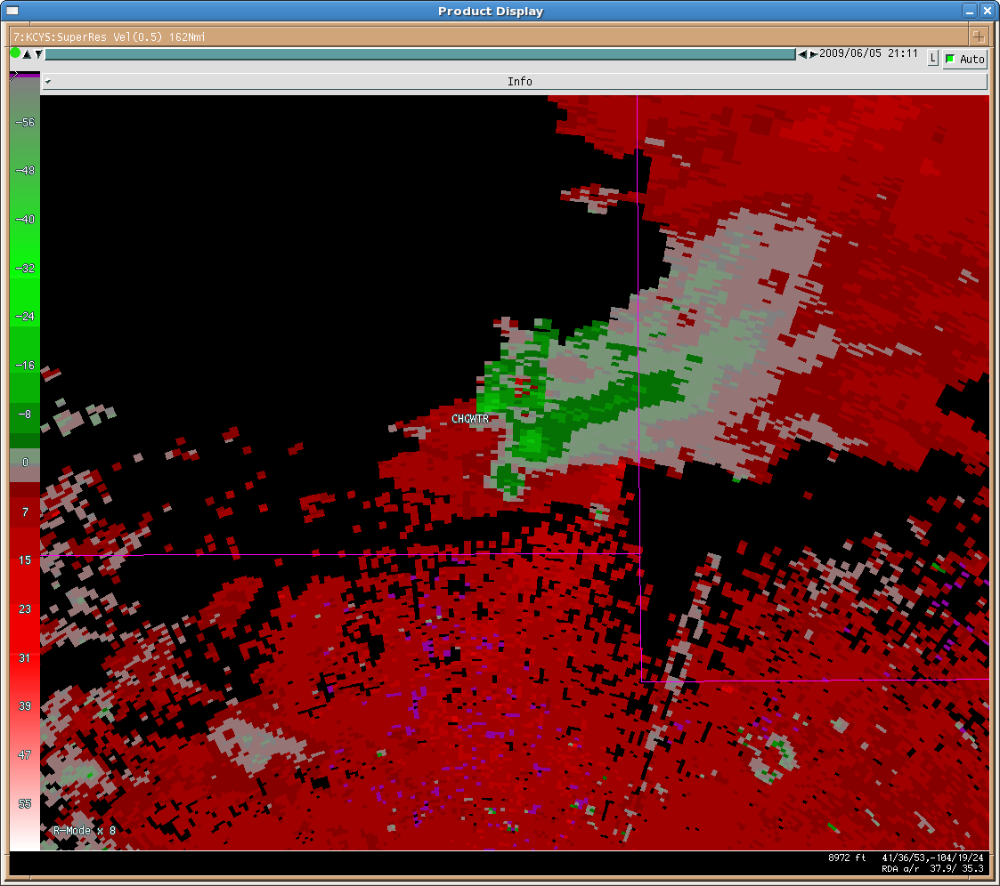 Product Display
7:KCYS:SuperRes Vel(0.5) 162Nmi
2009/06/05 21:11
L
Auto
Info
-56
-48
-40
-32
-24
-16
-8
0
7
15
23
31
39
47
55
CHGWTR
R-Mode x 8
8972 ft 41/36/53,-104/19/24
RDA a/r 37.9/ 35.3